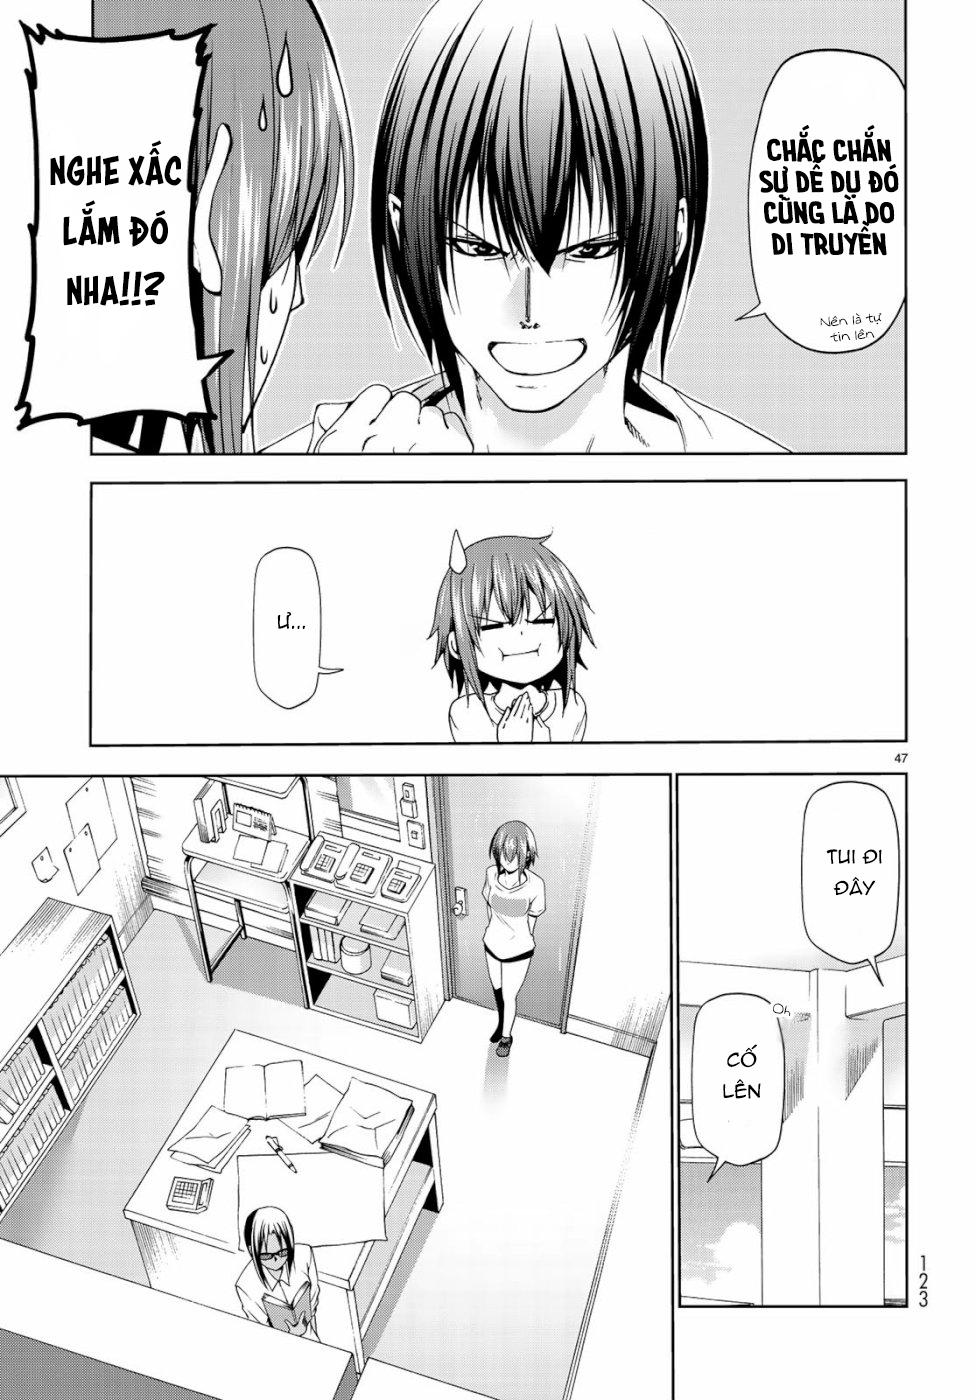 CHẮC CHẮN
SỰ DỄ DỤ ĐÓ
CŨNG LÀ DO
DI TRUYỀN
Nên là tự
tin lên
NGHE XẤC
LẮM ĐÓ
NHA!!?
Ư...
47
TUI ĐI
ĐÂY
Oh
CỐ
LÊN
123